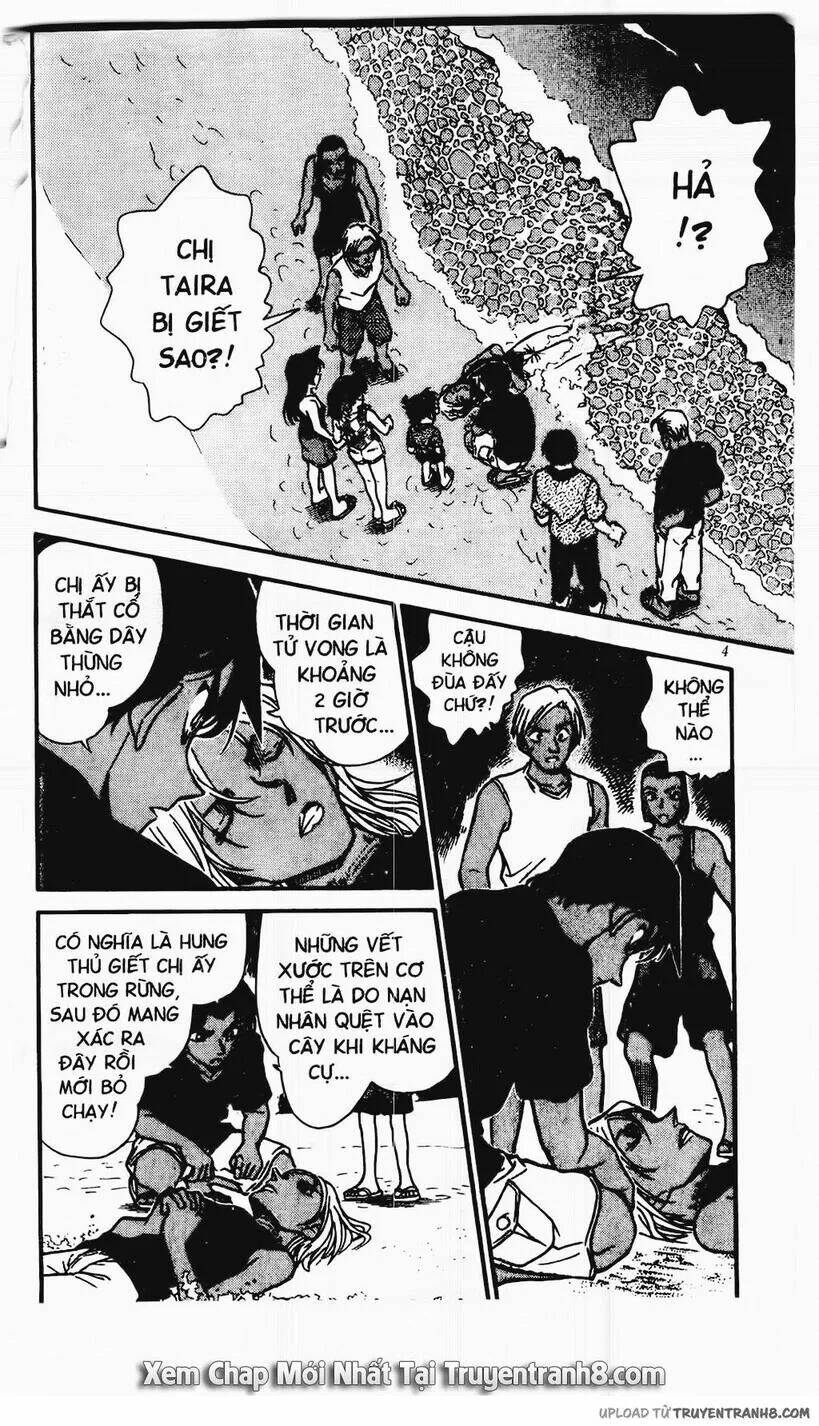 HẢ
!?
CHỊ
TAIRA
BỊ GIẾT
SAO?!
4
CẬU
KHÔNG
ĐÙA ĐẤY
CHỨ?!
KHÔNG
THỂ
NÀO
...
THỜI GIAN
TỬ VONG LÀ
KHOẢNG
2 GIỜ
TRƯỚC...
CHỊ ẤY BỊ
THẮT CỔ
BẰNG DÂY
THỪNG
NHỎ...
NHỮNG VẾT
XƯỚC TRÊN CƠ
THỂ LÀ DO NẠN
NHÂN QUỆT VÀO
CÂY KHI KHÁNG
CỰ...
CÓ NGHĨA LÀ HUNG
THỦ GIẾT CHỊ ẤY
TRONG RỪNG,
SAU ĐÓ MANG
XÁC RA
ĐÂY RỒI
MỚI BỎ
CHẠY!
Xem Chap Mới Nhất Tại Truyentranh8.com
UPLOAD TỪ TRUYENTRANH8.COM